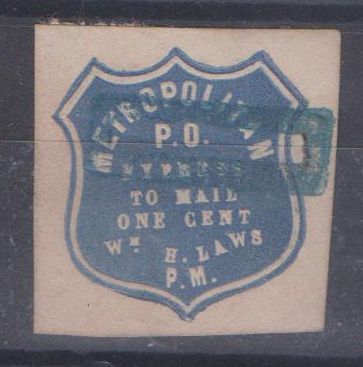 METROPOLITAN
P.O.
EXPRESS
TO MAIL
ONE CENT
WM H. LAWS
P.M.